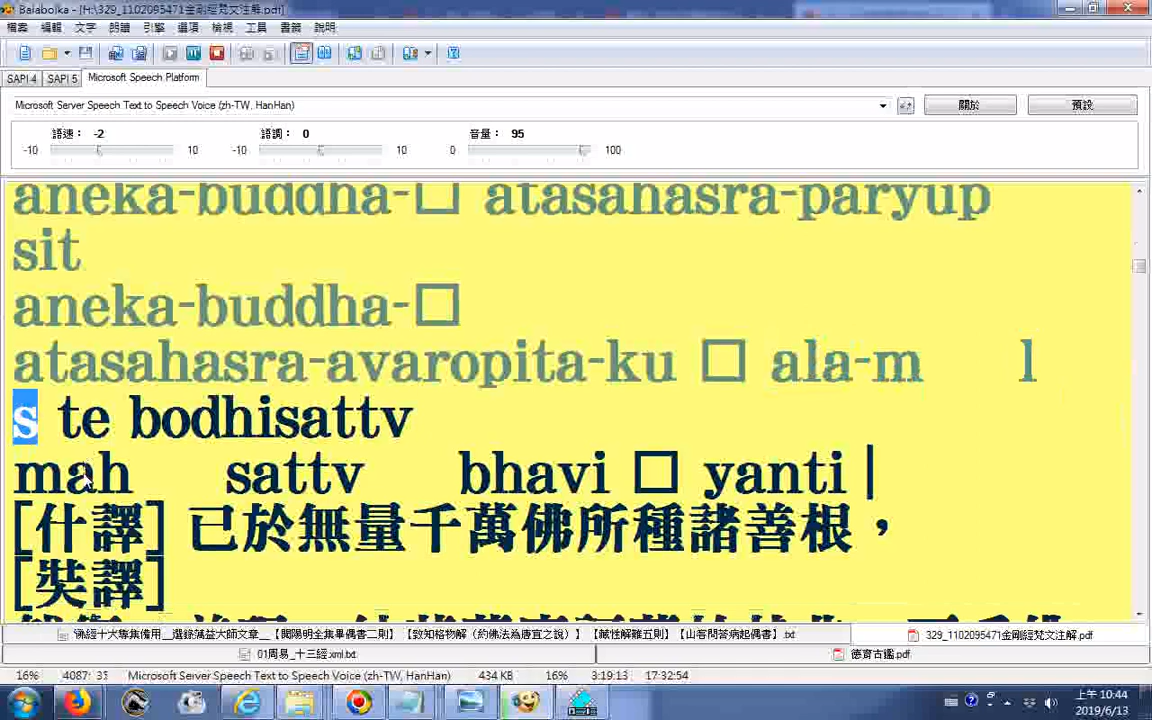 Balabolka - [H:\329_1102095471金剛經梵文注解.pdf]
檔案 編輯 文字 朗讀 引擎 選項 檢視 工具 書籤 說明
SAPI 4 SAPI 5 Microsoft Speech Platform
Microsoft Server Speech Text to Speech Voice (zh-TW, HanHan) 關於 預設
語速： -2 語調： 0 音量： 95
-10 10 -10 10 0 100
aneka-buddha-□ atasahasra-paryup
sit
aneka-buddha-□
atasahasra-avaropita-ku □ ala-m l
s te bodhisattv
mah sattv bhavi □ yanti |
[什譯] 已於無量千萬佛所種諸善根，
[奘譯]
329_1102095471金剛經梵文注解.pdf
01周易_十三經.xml.txt 德育古鑑.pdf
16% 4087: 35 Microsoft Server Speech Text to Speech Voice (zh-TW, HanHan) 434 KB 16% 3:19:13 17:32:54
上午 10:44
2019/6/13